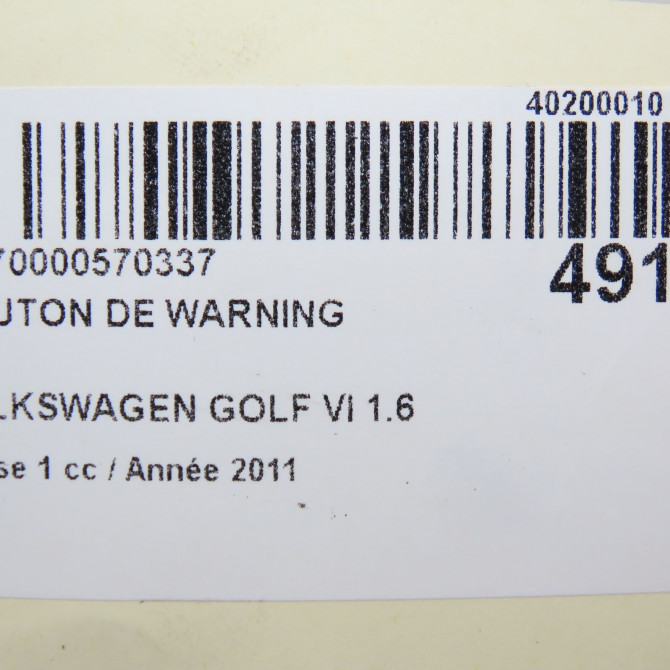 40200010
70000570337
491
UTON DE WARNING
LKSWAGEN GOLF VI 1.6
se 1 cc / Année 2011